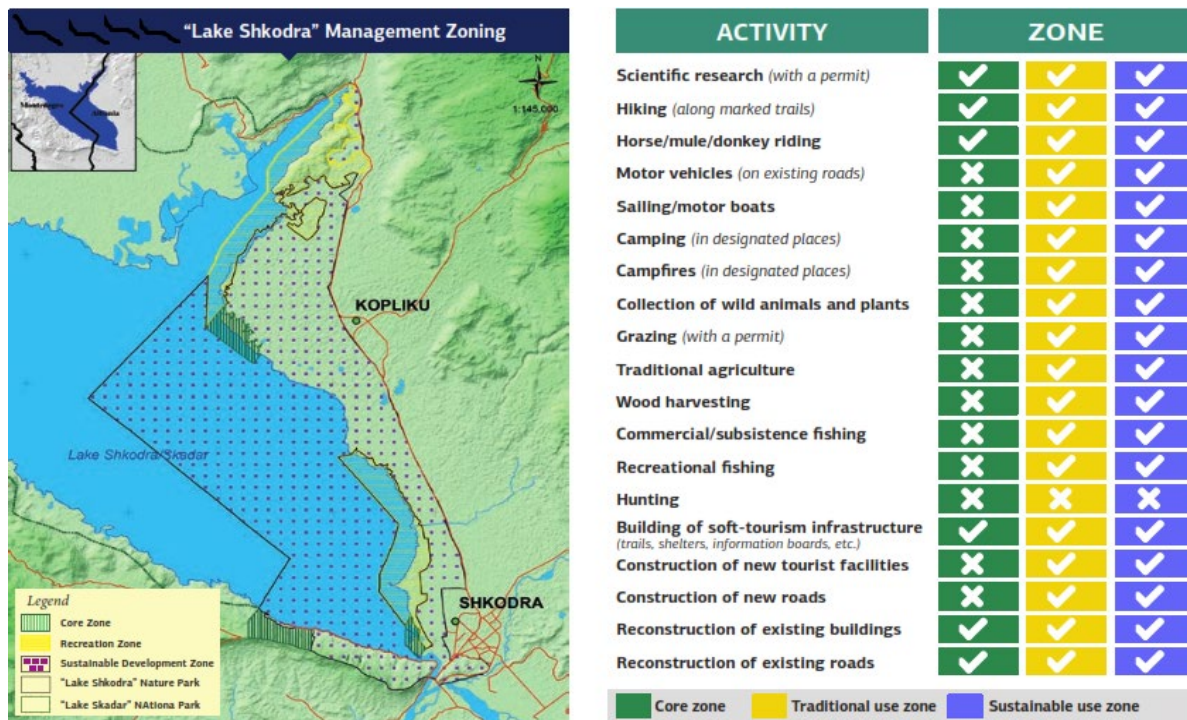 "Lake Shkodra" Management Zoning
Montenegro
Albania
N
1:145,000
KOPLIKU
Lake Shkodra/Skadar
SHKODRA
Legend
Core Zone
Recreation Zone
Sustainable Development Zone
"Lake Shkodra" Nature Park
"Lake Skadar" NAtiona Park
ACTIVITY
ZONE
Scientific research (with a permit)
Hiking (along marked trails)
Horse/mule/donkey riding
Motor vehicles (on existing roads)
Sailing/motor boats
Camping (in designated places)
Campfires (in designated places)
Collection of wild animals and plants
Grazing (with a permit)
Traditional agriculture
Wood harvesting
Commercial/subsistence fishing
Recreational fishing
Hunting
Building of soft-tourism infrastructure
(trails, shelters, information boards, etc.)
Construction of new tourist facilities
Construction of new roads
Reconstruction of existing buildings
Reconstruction of existing roads
Core zone
Traditional use zone
Sustainable use zone